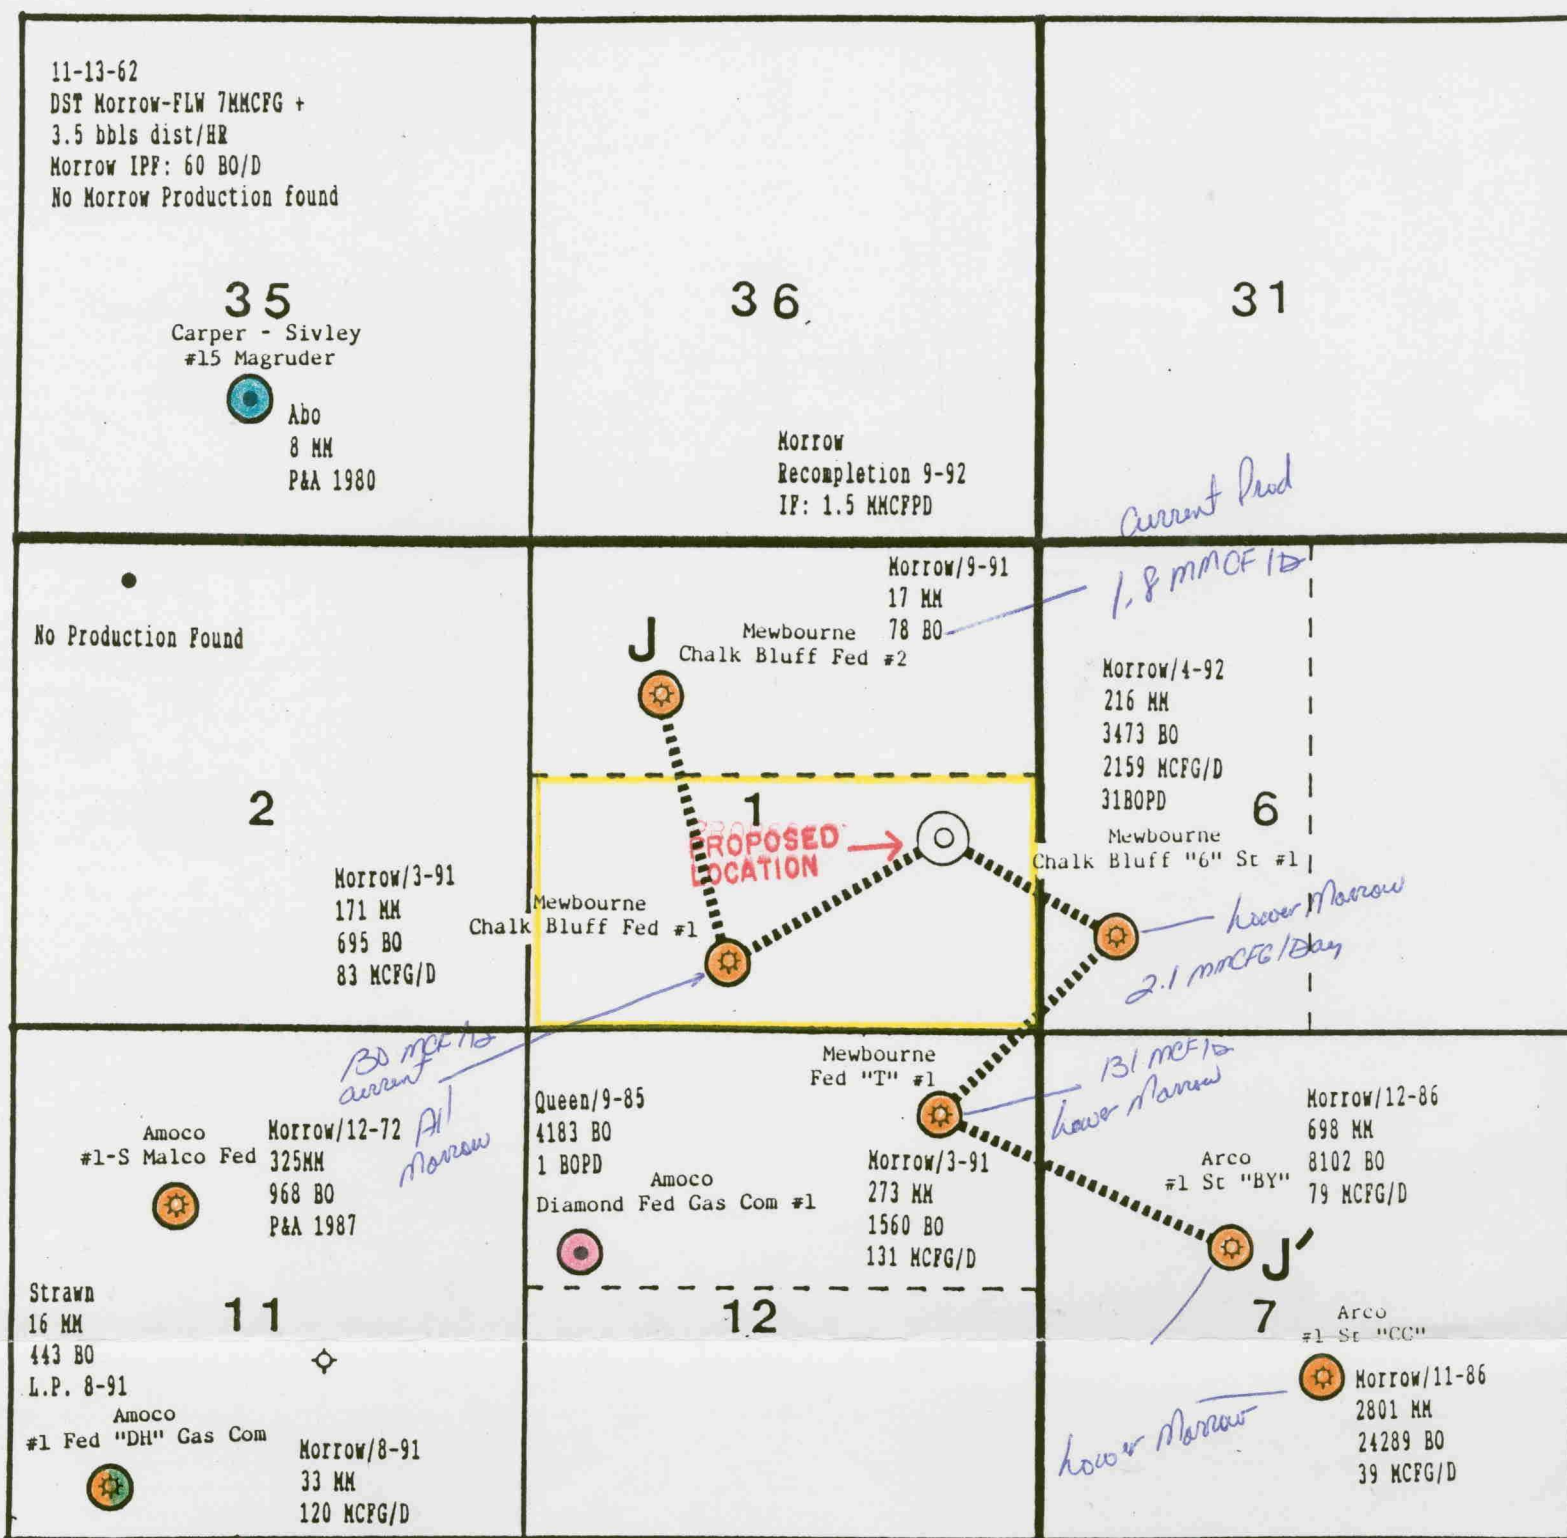 11-13-62
DST Morrow-FLW 7MMCFG +
3.5 bbls dist/HR
Morrow IPF: 60 BO/D
No Morrow Production found
35
Carper - Sivley
#15 Magruder
Abo
8 MM
P&A 1980
36
Morrow
Recompletion 9-92
IF: 1.5 MMCFPD
31
Current Prod
1.8 MMCF/D
No Production Found
2
Morrow/3-91
171 MM
695 BO
83 MCFG/D
Morrow/9-91
17 MM
78 BO
J
Mewbourne
Chalk Bluff Fed #2
1
PROPOSED
LOCATION
Mewbourne
Chalk Bluff Fed #1
Morrow/4-92
216 MM
3473 BO
2159 MCFG/D
31BOPD
6
Mewbourne
Chalk Bluff "6" St #1
Lower Morrow
2.1 MMCFG/Day
130 MCF/D
current
All
Morrow
Amoco
#1-S Malco Fed
Morrow/12-72
325MM
968 BO
P&A 1987
Strawn
16 MM
443 BO
L.P. 8-91
11
Amoco
#1 Fed "DH" Gas Com
Morrow/8-91
33 MM
120 MCFG/D
Queen/9-85
4183 BO
1 BOPD
Amoco
Diamond Fed Gas Com #1
Mewbourne
Fed "T" #1
Morrow/3-91
273 MM
1560 BO
131 MCFG/D
12
131 MCF/D
Lower Morrow
Arco
#1 St "BY"
Morrow/12-86
698 MM
8102 BO
79 MCFG/D
J'
7
Arco
#1 St "CC"
Morrow/11-86
2801 MM
24289 BO
39 MCFG/D
Lower Morrow